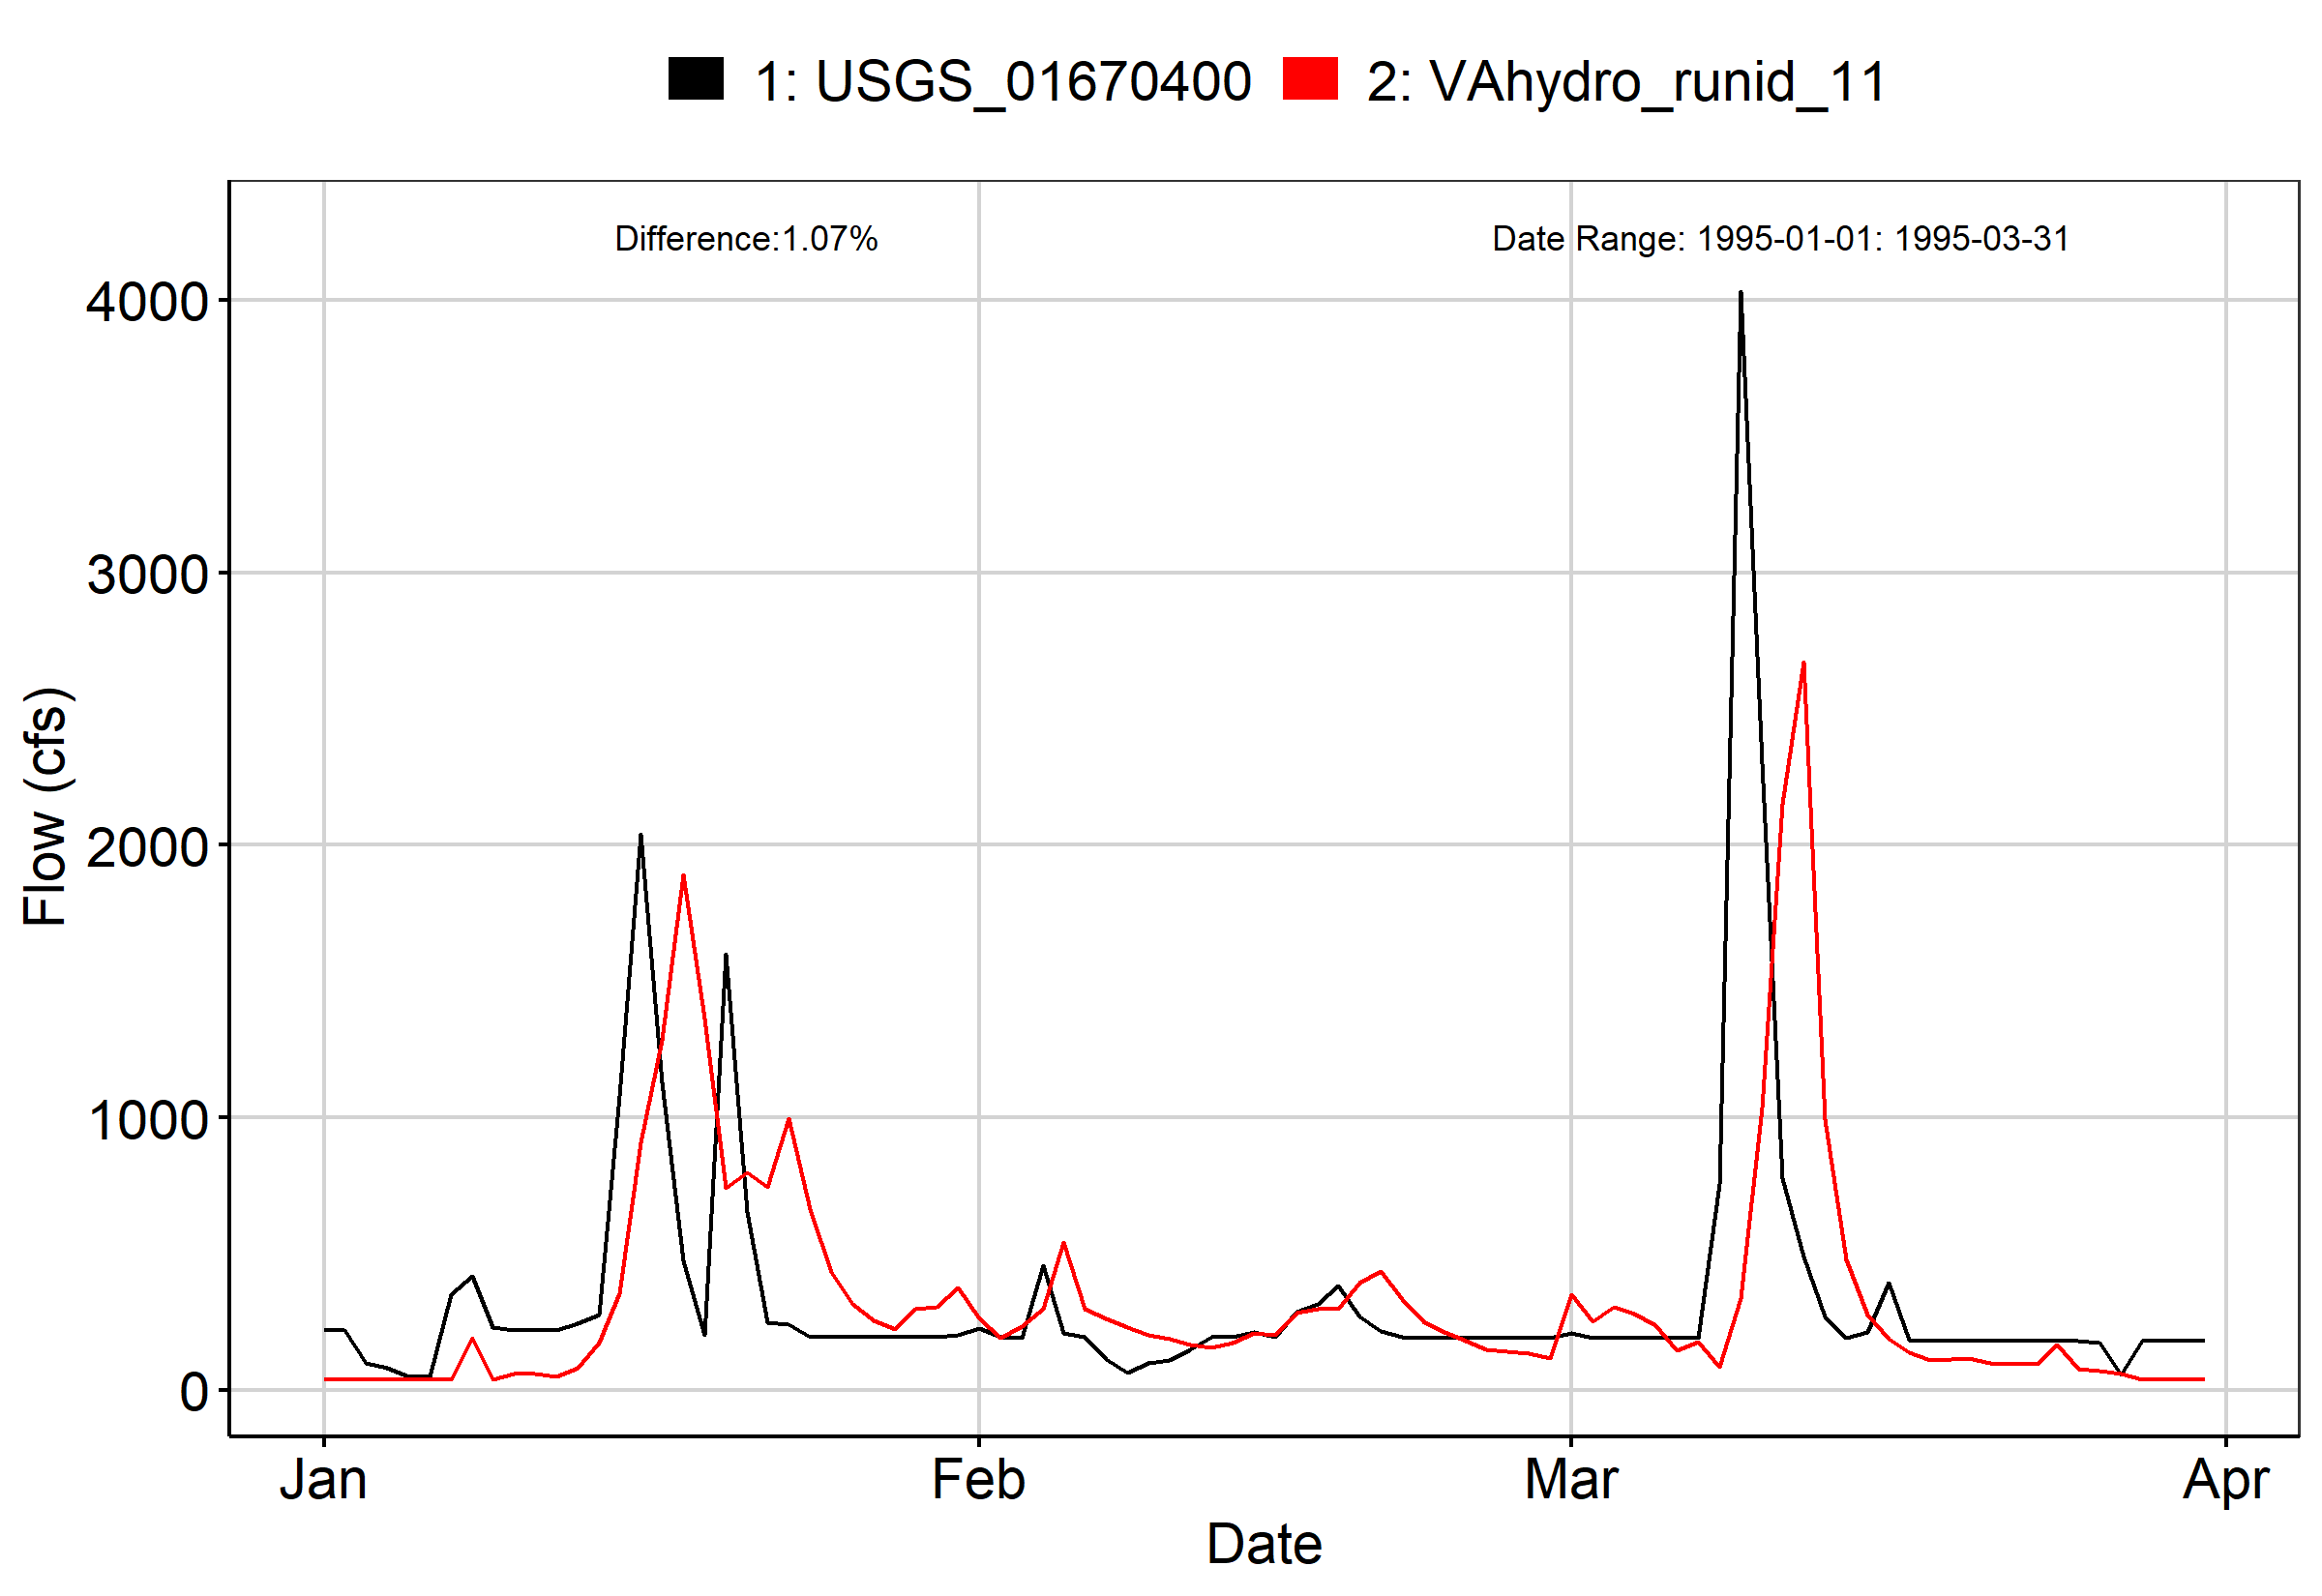 1: USGS_01670400 2: VAhydro_runid_11
Difference:1.07% Date Range: 1995-01-01: 1995-03-31
4000
3000
2000
1000
0
Flow (cfs)
Jan Feb Mar Apr
Date